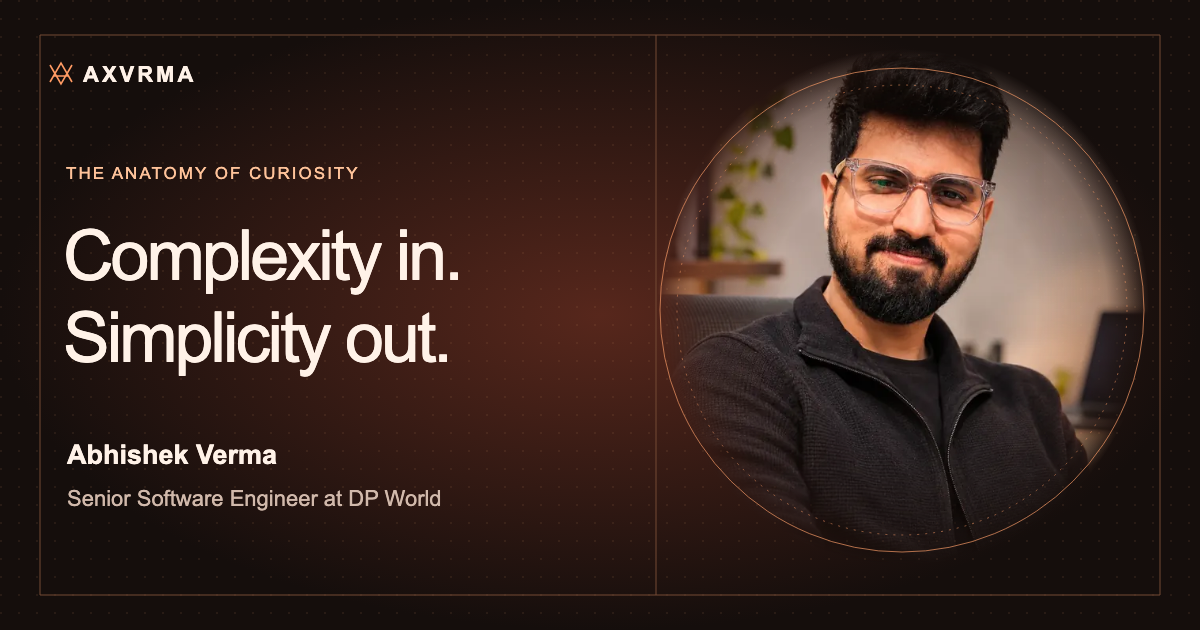 AXVRMA
THE ANATOMY OF CURIOSITY
Complexity in.
Simplicity out.
Abhishek Verma
Senior Software Engineer at DP World